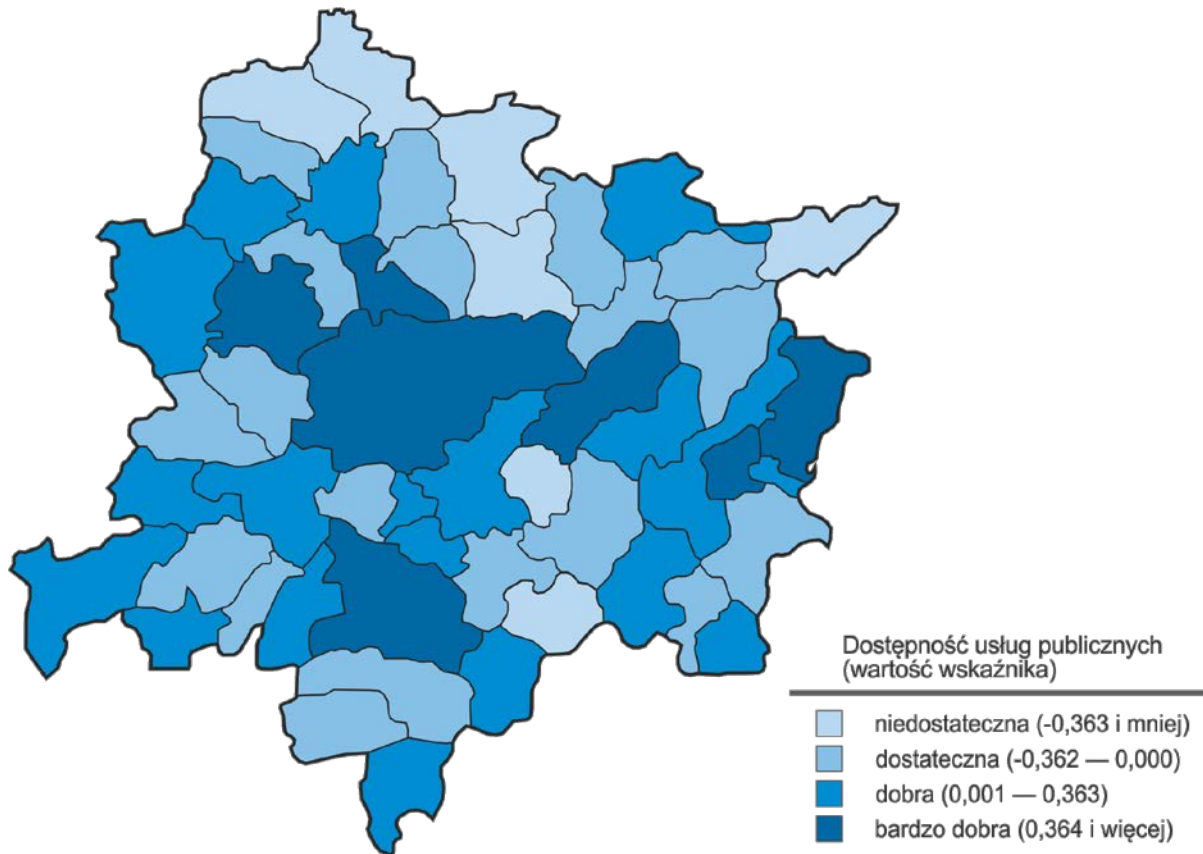 Dostępność usług publicznych
(wartość wskaźnika)
niedostateczna (-0,363 i mniej)
dostateczna (-0,362 — 0,000)
dobra (0,001 — 0,363)
bardzo dobra (0,364 i więcej)